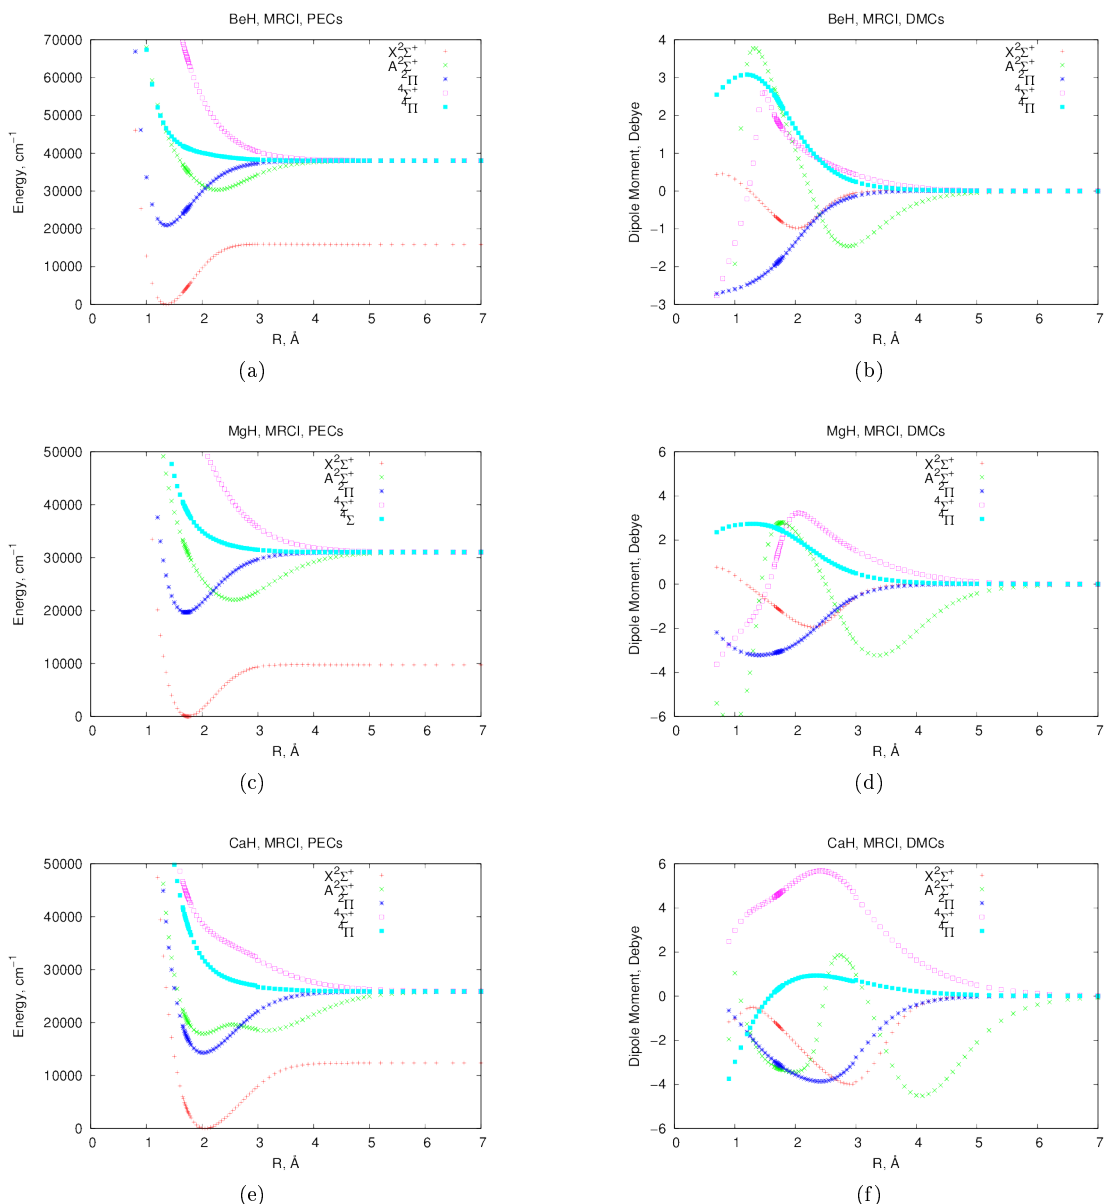 BeH, MRCI, PECs
70000
60000
50000
40000
30000
20000
10000
0
Energy, cm⁻¹
X²Σ⁺
A²Σ⁺
²Π
⁴Σ⁺
⁴Π
0 1 2 3 4 5 6 7
R, Å
(a)
BeH, MRCI, DMCs
4
3
2
1
0
−1
−2
−3
Dipole Moment, Debye
X²Σ⁺
A²Σ⁺
²Π
⁴Σ⁺
⁴Π
0 1 2 3 4 5 6 7
R, Å
(b)
MgH, MRCI, PECs
50000
40000
30000
20000
10000
0
Energy, cm⁻¹
X²Σ⁺
A²Σ⁺
²Π
⁴Σ⁺
⁴Σ
0 1 2 3 4 5 6 7
R, Å
(c)
MgH, MRCI, DMCs
6
4
2
0
−2
−4
−6
Dipole Moment, Debye
X²Σ⁺
A²Σ⁺
²Π
⁴Σ⁺
⁴Π
0 1 2 3 4 5 6 7
R, Å
(d)
CaH, MRCI, PECs
50000
40000
30000
20000
10000
0
Energy, cm⁻¹
X²Σ⁺
A²Σ⁺
²Π
⁴Σ⁺
⁴Π
0 1 2 3 4 5 6 7
R, Å
(e)
CaH, MRCI, DMCs
6
4
2
0
−2
−4
−6
Dipole Moment, Debye
X²Σ⁺
A²Σ⁺
²Π
⁴Σ⁺
⁴Π
0 1 2 3 4 5 6 7
R, Å
(f)